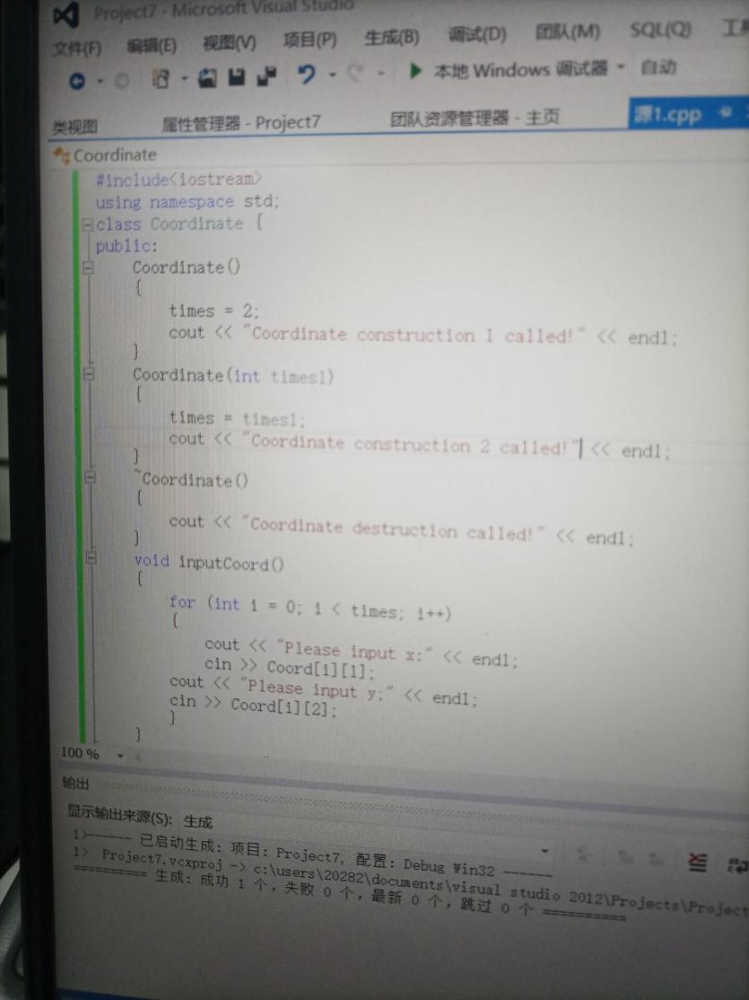 Project7 - Microsoft Visual Studio
文件(F) 编辑(E) 视图(V) 项目(P) 生成(B) 调试(D) 团队(M) SQL(Q) 工具
本地 Windows 调试器 自动
类视图 属性管理器 - Project7 团队资源管理器 - 主页 源1.cpp
Coordinate
#include<iostream>
using namespace std;
class Coordinate {
public:
Coordinate()
{
times = 2;
cout << "Coordinate construction 1 called!" << endl;
}
Coordinate(int times1)
{
times = times1;
cout << "Coordinate construction 2 called!" << endl;
}
~Coordinate()
{
cout << "Coordinate destruction called!" << endl;
}
void inputCoord()
{
for (int i = 0; i < times; i++)
{
cout << "Please input x:" << endl;
cin >> Coord[i][1];
cout << "Please input y;" << endl;
cin >> Coord[i][2];
}
}
100 %
输出
显示输出来源(S): 生成
1>------ 已启动生成: 项目: Project7, 配置: Debug Win32 ------
1> Project7.vcxproj -> c:\users\20282\documents\visual studio 2012\Projects\Project
========== 生成: 成功 1 个，失败 0 个，最新 0 个，跳过 0 个 ==========